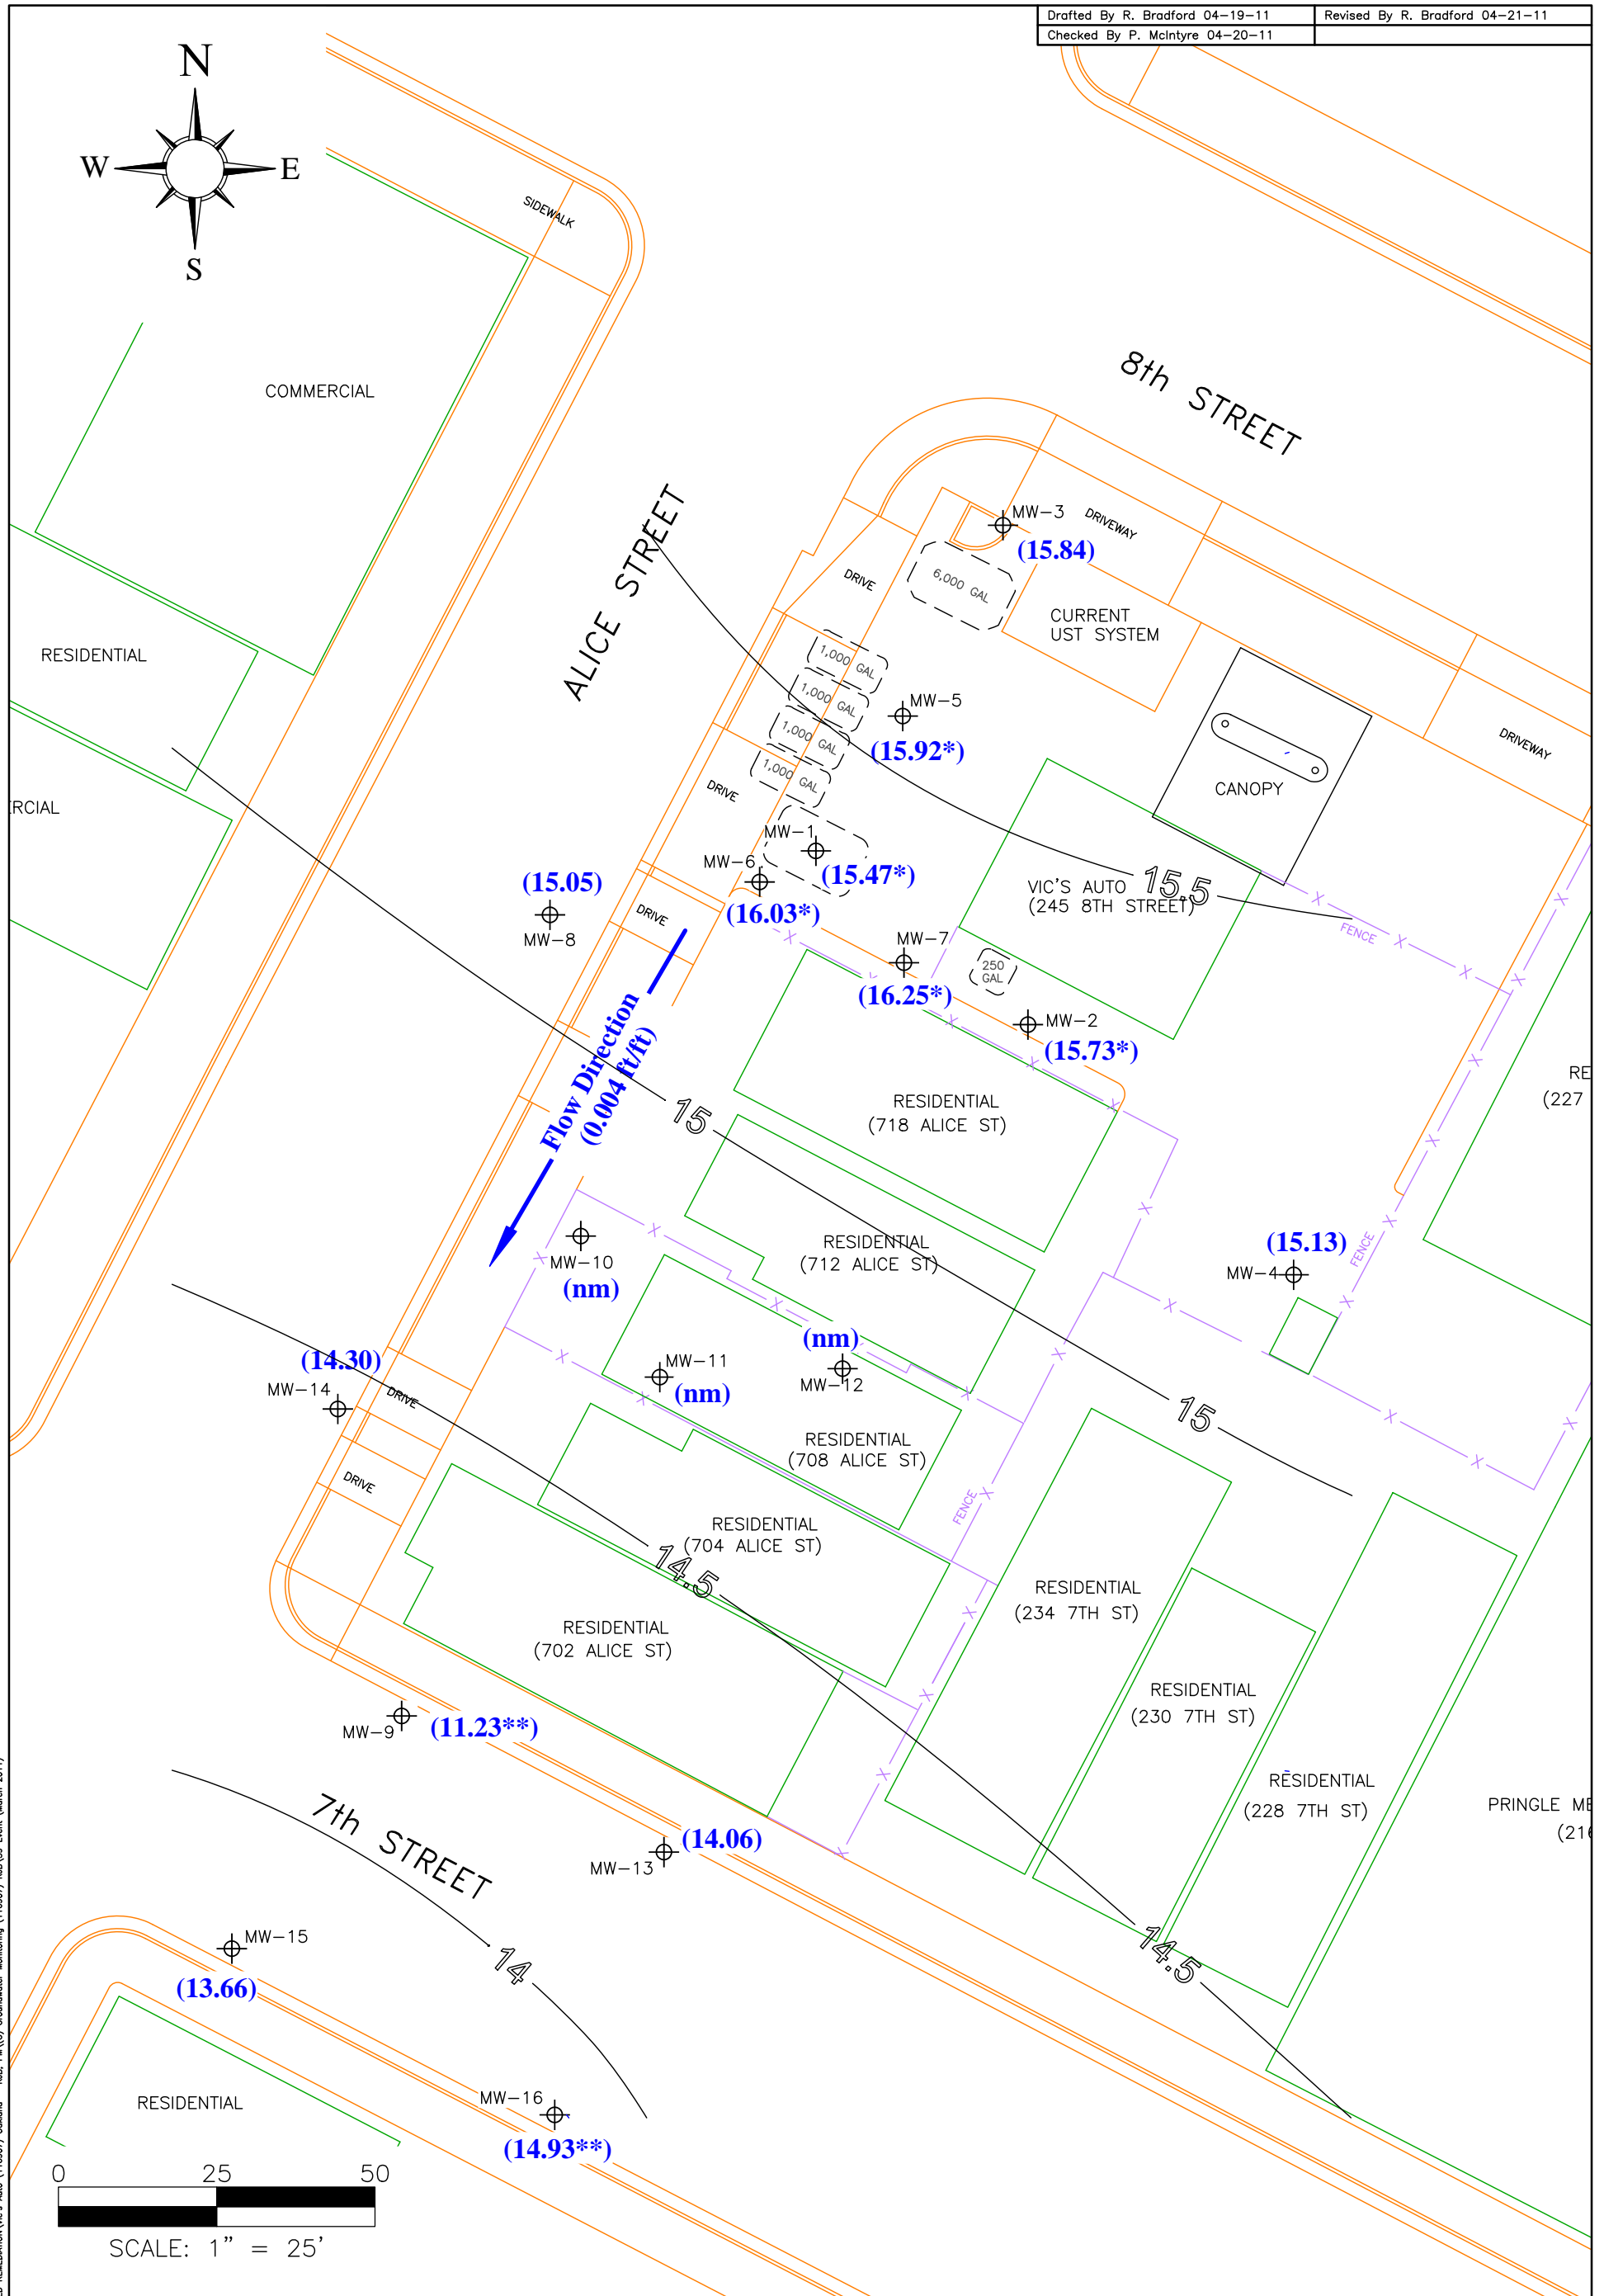 Drafted By R. Bradford 04-19-11
Revised By R. Bradford 04-21-11
Checked By P. McIntyre 04-20-11
N
W
E
S
SIDEWALK
COMMERCIAL
8th STREET
ALICE STREET
MW-3
(15.84)
DRIVEWAY
DRIVE
6,000 GAL
CURRENT
UST SYSTEM
RESIDENTIAL
1,000 GAL
1,000 GAL
1,000 GAL
1,000 GAL
MW-5
(15.92*)
DRIVEWAY
CANOPY
DRIVE
ERCIAL
MW-1
(15.47*)
MW-6
(16.03*)
(15.05)
MW-8
DRIVE
VIC'S AUTO
(245 8TH STREET)
15.5
FENCE
MW-7
(16.25*)
250
GAL
MW-2
(15.73*)
Flow Direction
(0.004 ft/ft)
15
RESIDENTIAL
(718 ALICE ST)
RE
(227
RESIDENTIAL
(712 ALICE ST)
MW-10
(nm)
(15.13)
MW-4
FENCE
(nm)
MW-12
MW-11
(nm)
(14.30)
MW-14
DRIVE
15
RESIDENTIAL
(708 ALICE ST)
DRIVE
FENCE
RESIDENTIAL
(704 ALICE ST)
14.5
RESIDENTIAL
(234 7TH ST)
RESIDENTIAL
(702 ALICE ST)
RESIDENTIAL
(230 7TH ST)
MW-9
(11.23**)
RESIDENTIAL
(228 7TH ST)
PRINGLE ME
(216
7th STREET
(14.06)
MW-13
14.5
MW-15
(13.66)
14
MW-16
(14.93**)
RESIDENTIAL
0 25 50
SCALE: 1" = 25'